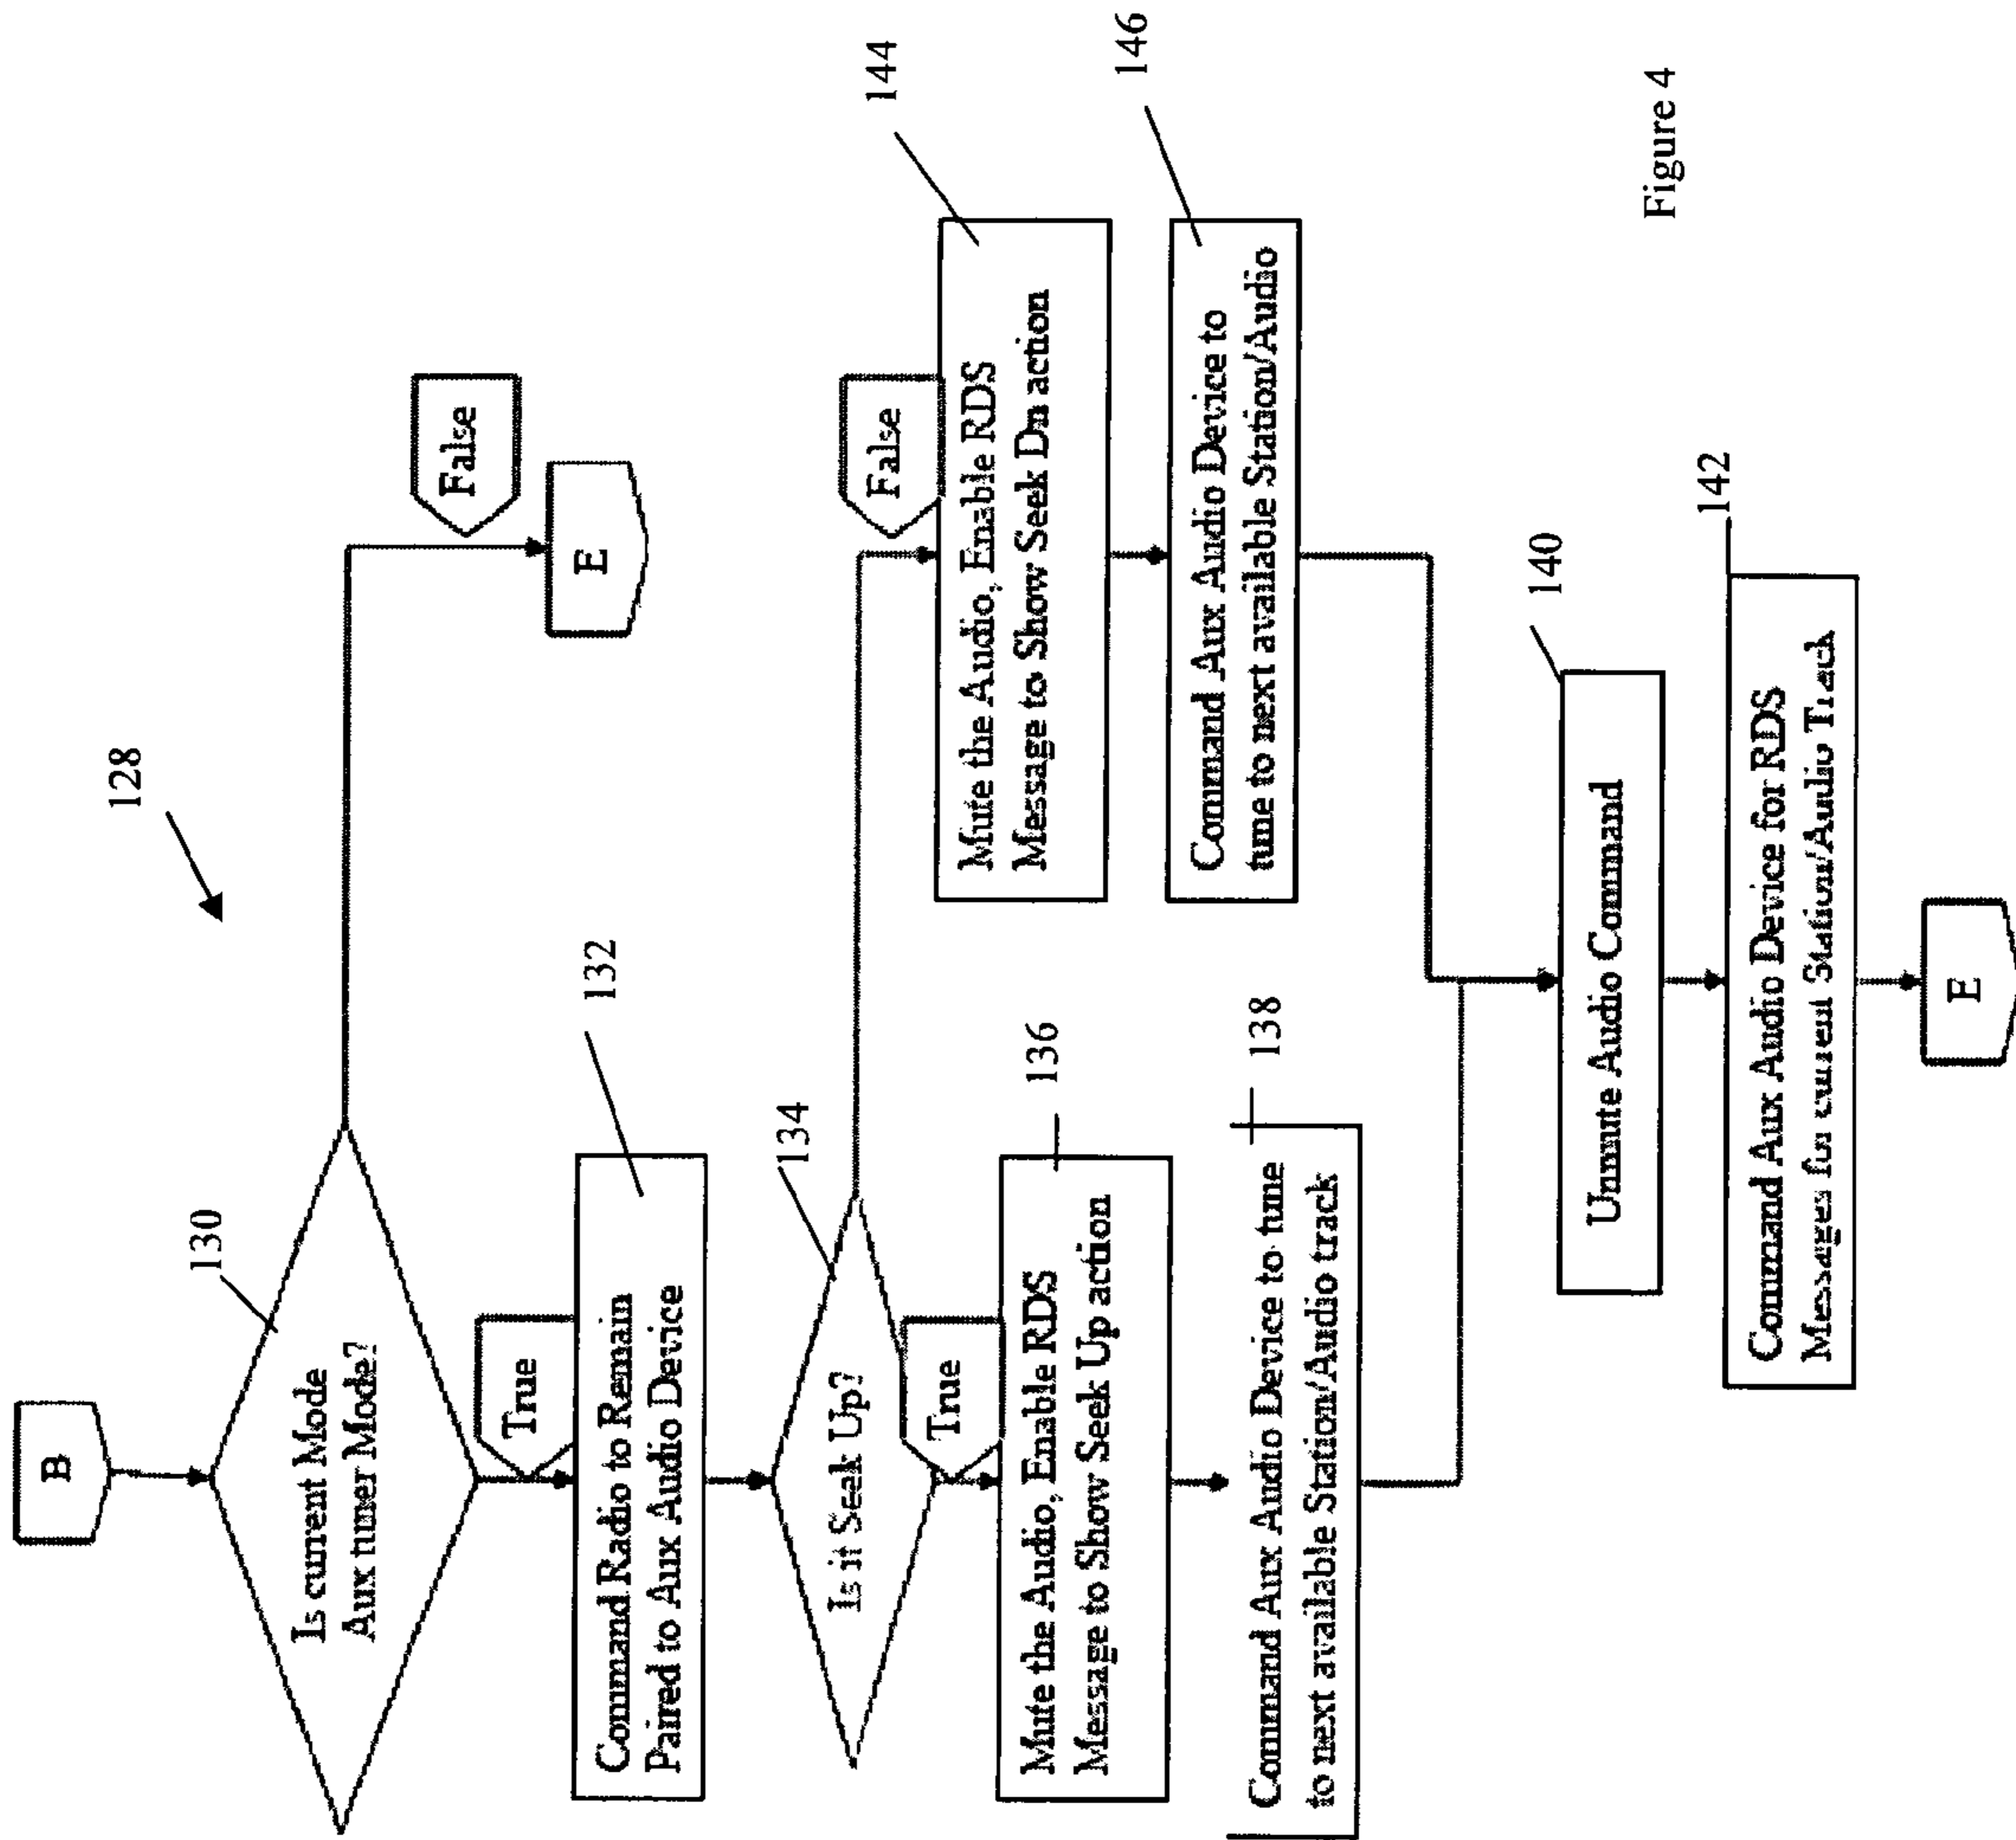 128
B
130
Is current Mode
Aux tuner Mode?
False
E
True
132
Command Radio to Remain
Paired to Aux Audio Device
134
Is it Seek Up?
True
False
136
Mute the Audio, Enable RDS
Message to Show Seek Up action
144
Mute the Audio, Enable RDS
Message to Show Seek Dn action
138
Command Aux Audio Device to tune
to next available Station/Audio track
146
Command Aux Audio Device to
tune to next available Station/Audio
140
Unmute Audio Command
142
Command Aux Audio Device for RDS
Messages for current Station/Audio Track
E
Figure 4